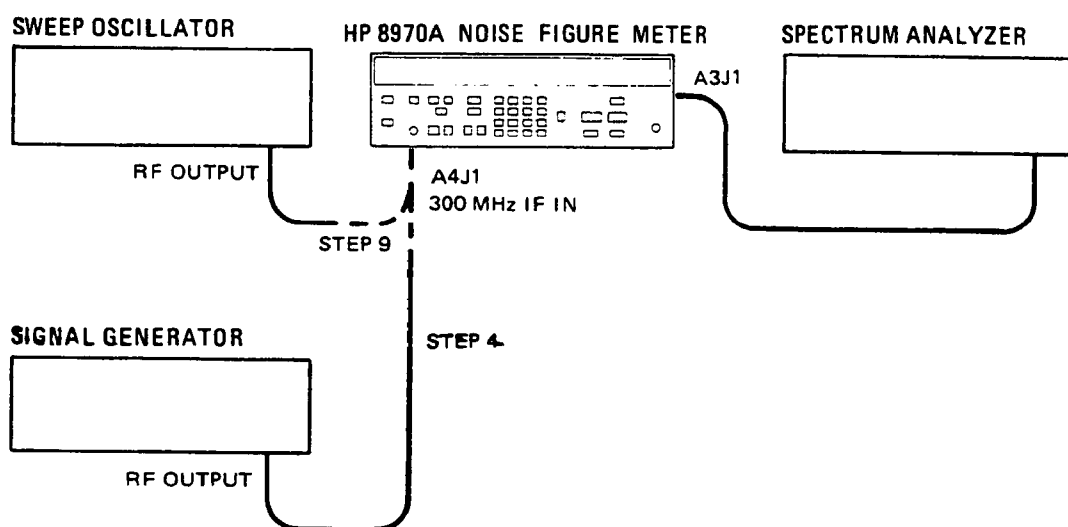 SWEEP OSCILLATOR
HP 8970A NOISE FIGURE METER
SPECTRUM ANALYZER
A3J1
RF OUTPUT
A4J1
300 MHz IF IN
STEP 9
SIGNAL GENERATOR
STEP 4
RF OUTPUT